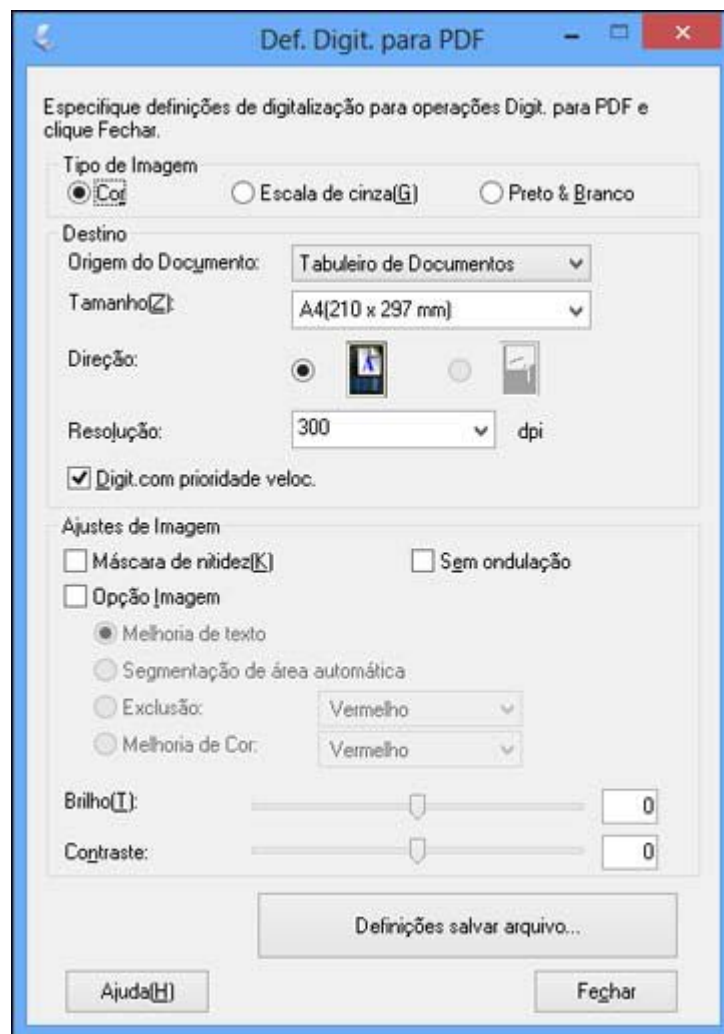 Def. Digit. para PDF
Especifique definições de digitalização para operações Digit. para PDF e
clique Fechar.
Tipo de Imagem
Cor
Escala de cinza(G)
Preto & Branco
Destino
Origem do Documento: Tabuleiro de Documentos
Tamanho(Z): A4(210 x 297 mm)
Direção:
Resolução: 300 dpi
Digit.com prioridade veloc.
Ajustes de Imagem
Máscara de nitidez(K) Sem ondulação
Opção Imagem
Melhoria de texto
Segmentação de área automática
Exclusão: Vermelho
Melhoria de Cor: Vermelho
Brilho(T): 0
Contraste: 0
Definições salvar arquivo...
Ajuda(H) Fechar